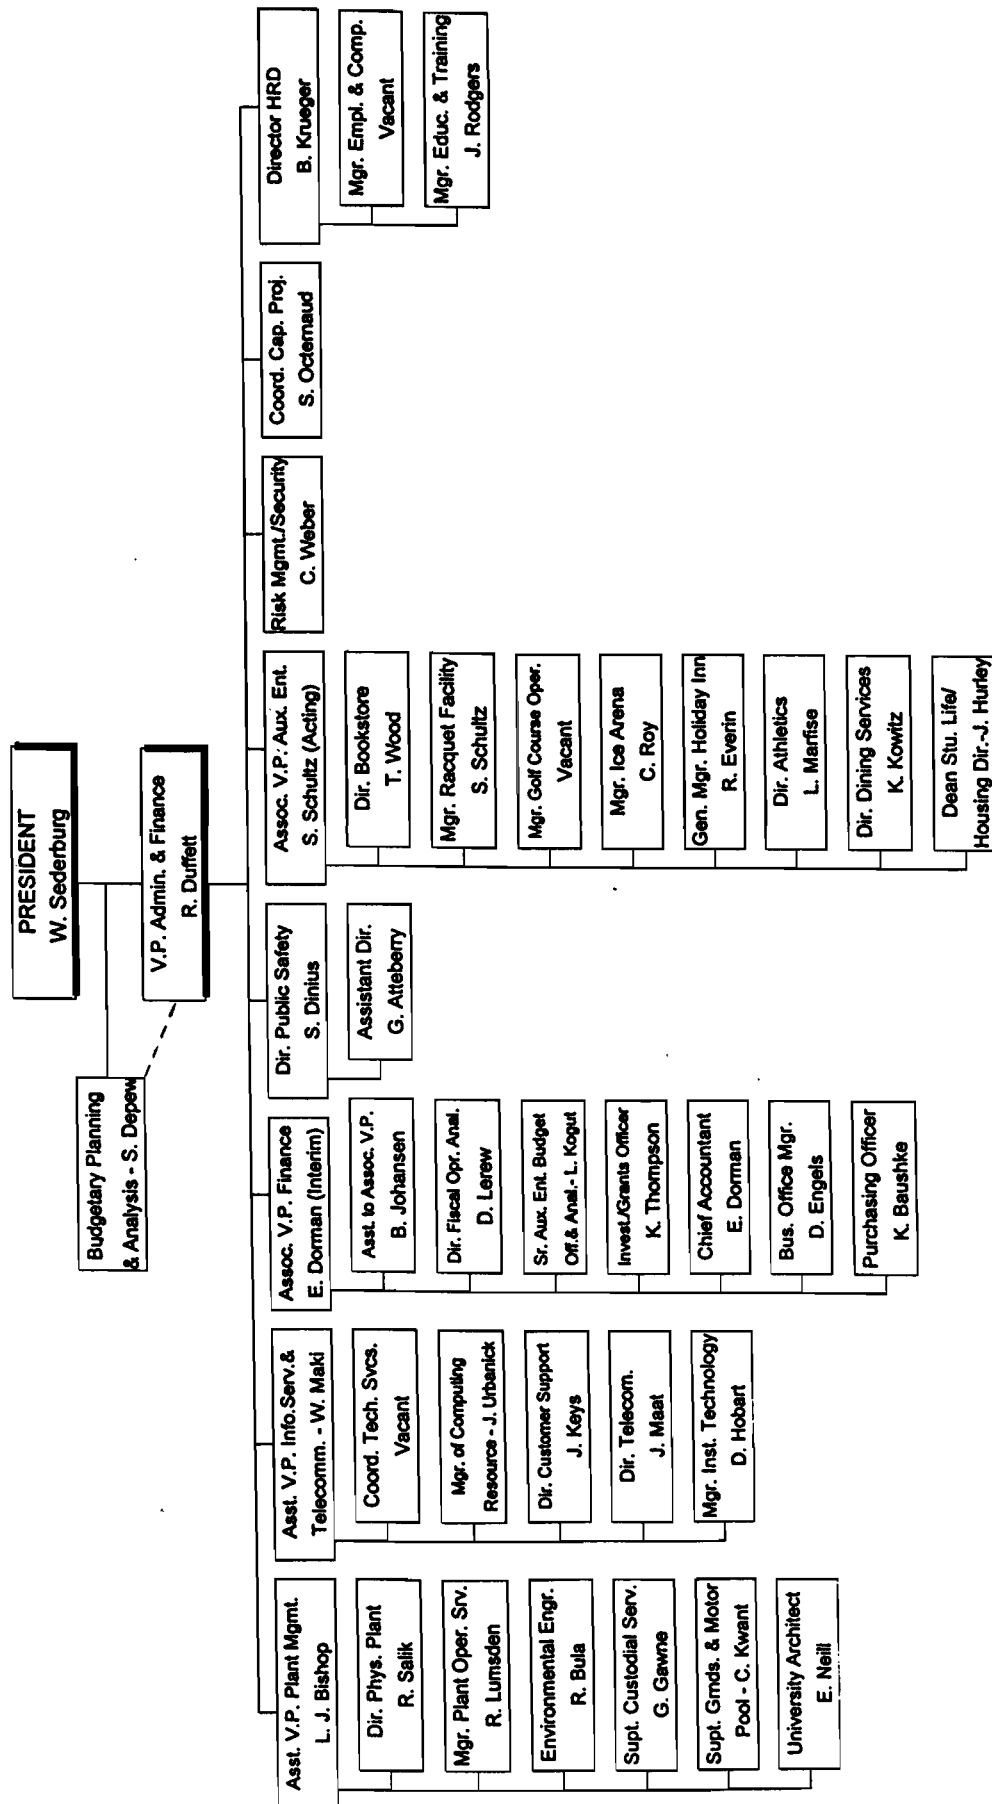 PRESIDENT
W. Sederburg
Budgetary Planning
& Analysis - S. Depew
V.P. Admin. & Finance
R. Duffett
Asst. V.P. Plant Mgmt.
L. J. Bishop
Dir. Phys. Plant
R. Salik
Mgr. Plant Oper. Srv.
R. Lumsden
Environmental Engr.
R. Bula
Supt. Custodial Serv.
G. Gawne
Supt. Grnds. & Motor
Pool - C. Kwant
University Architect
E. Neill
Asst. V.P. Info.Serv.&
Telecomm. - W. Maki
Coord. Tech. Svcs.
Vacant
Mgr. of Computing
Resource - J. Urbanick
Dir. Customer Support
J. Keys
Dir. Telecom.
J. Maat
Mgr. Inst. Technology
D. Hobart
Assoc. V.P. Finance
E. Dorman (Interim)
Asst. to Assoc. V.P.
B. Johansen
Dir. Fiscal Opr. Anal.
D. Lerew
Sr. Aux. Ent. Budget
Off.& Anal.- L. Kogut
Invest./Grants Officer
K. Thompson
Chief Accountant
E. Dorman
Bus. Office Mgr.
D. Engels
Purchasing Officer
K. Baushke
Dir. Public Safety
S. Dinius
Assistant Dir.
G. Atteberry
Assoc. V.P. Aux. Ent.
S. Schultz (Acting)
Dir. Bookstore
T. Wood
Mgr. Racquet Facility
S. Schultz
Mgr. Golf Course Oper.
Vacant
Mgr. Ice Arena
C. Roy
Gen. Mgr. Holiday Inn
R. Everin
Dir. Athletics
L. Marfise
Dir. Dining Services
K. Kowitz
Dean Stu. Life/
Housing Dir.-J. Hurley
Risk Mgmt./Security
C. Weber
Coord. Cap. Proj.
S. Octernaud
Director HRD
B. Krueger
Mgr. Empl. & Comp.
Vacant
Mgr. Educ. & Training
J. Rodgers